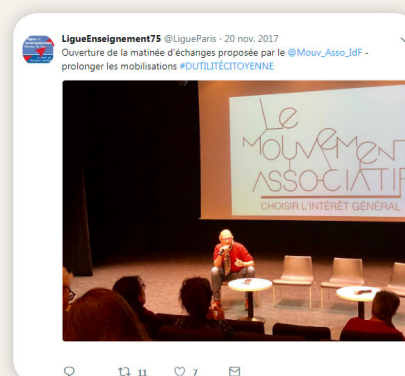 LigueEnseignement75 @LigueParis · 20 nov. 2017
Ouverture de la matinée d'échanges proposée par le @Mouv_Asso_IdF -
prolonger les mobilisations #DUTILITÉCITOYENNE
Le
MOUVEMENT
ASSOCIATIF
CHOISIR L'INTÉRÊT GÉNÉRAL
11
7